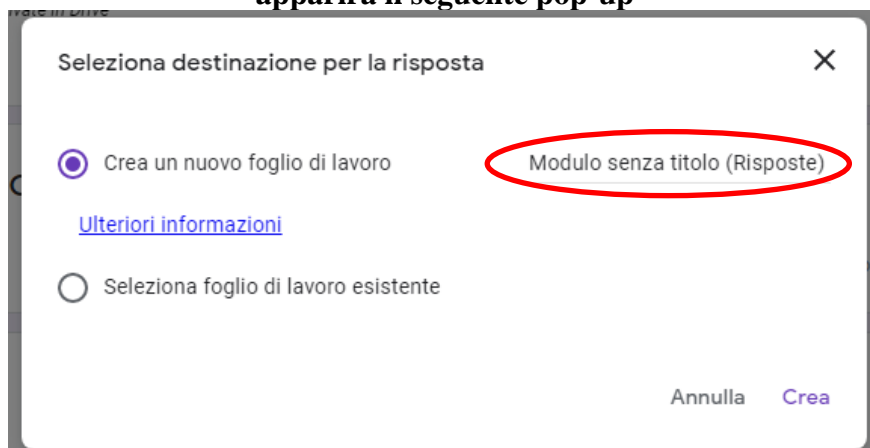 apparirà il seguente pop-up
Seleziona destinazione per la risposta
Crea un nuovo foglio di lavoro Modulo senza titolo (Risposte)
Ulteriori informazioni
Seleziona foglio di lavoro esistente
Annulla Crea